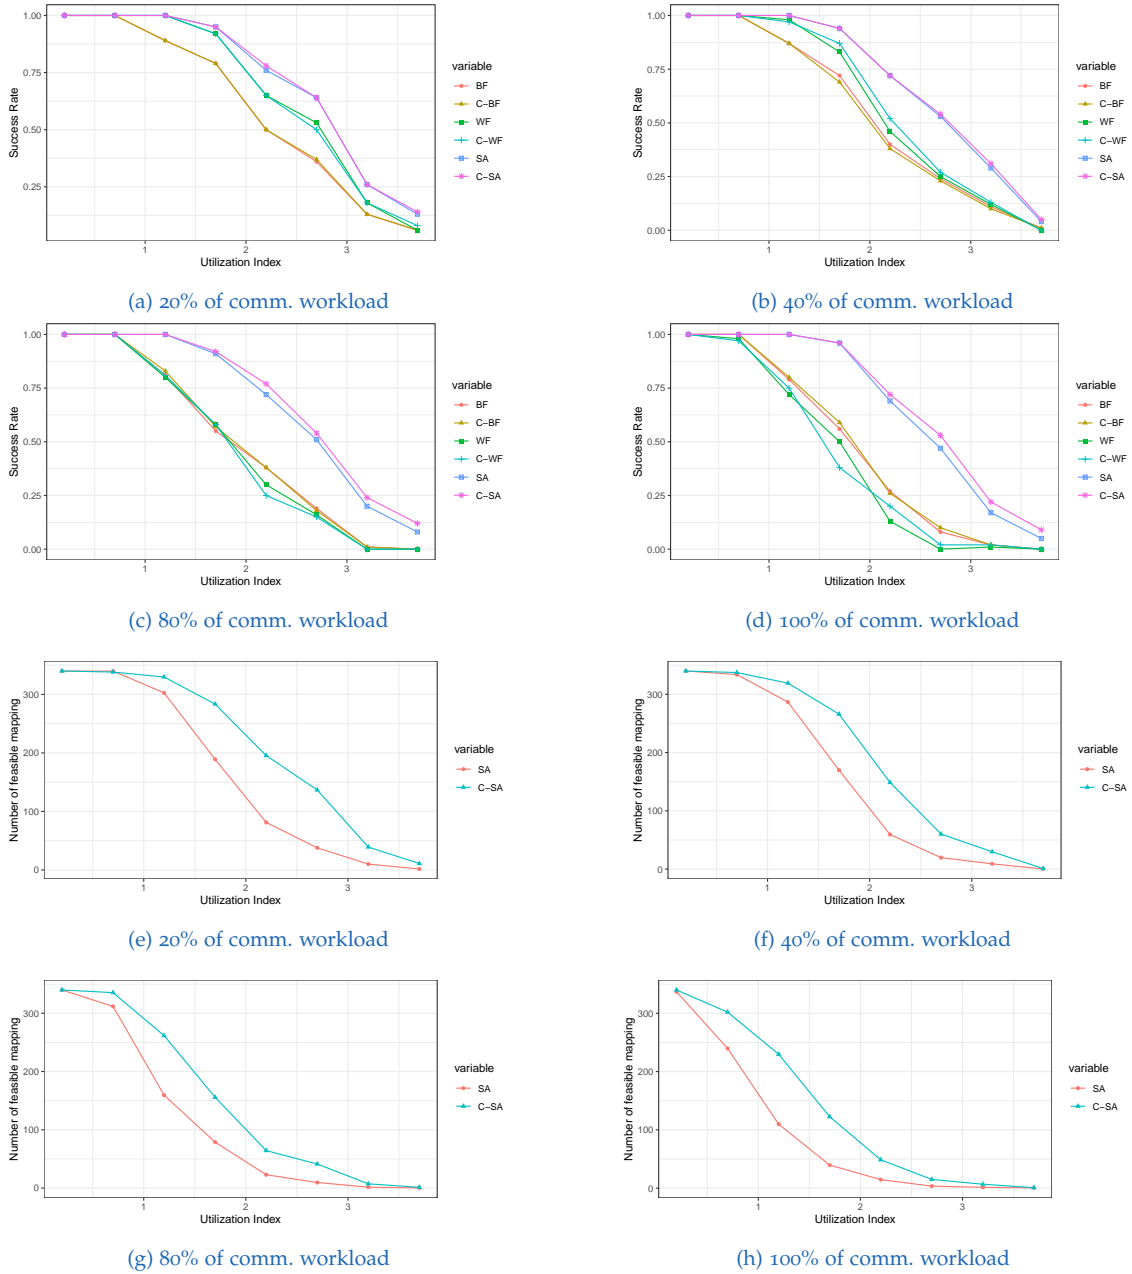 1.00
0.75
0.50
0.25
Success Rate
1
2
3
Utilization Index
variable
BF
C-BF
WF
C-WF
SA
C-SA
(a) 20% of comm. workload
1.00
0.75
0.50
0.25
0.00
Success Rate
1
2
3
Utilization Index
variable
BF
C-BF
WF
C-WF
SA
C-SA
(b) 40% of comm. workload
1.00
0.75
0.50
0.25
0.00
Success Rate
1
2
3
Utilization Index
variable
BF
C-BF
WF
C-WF
SA
C-SA
(c) 80% of comm. workload
1.00
0.75
0.50
0.25
0.00
Success Rate
1
2
3
Utilization Index
variable
BF
C-BF
WF
C-WF
SA
C-SA
(d) 100% of comm. workload
300
200
100
0
Number of feasible mapping
1
2
3
Utilization Index
variable
SA
C-SA
(e) 20% of comm. workload
300
200
100
0
Number of feasible mapping
1
2
3
Utilization Index
variable
SA
C-SA
(f) 40% of comm. workload
300
200
100
0
Number of feasible mapping
1
2
3
Utilization Index
variable
SA
C-SA
(g) 80% of comm. workload
300
200
100
0
Number of feasible mapping
1
2
3
Utilization Index
variable
SA
C-SA
(h) 100% of comm. workload